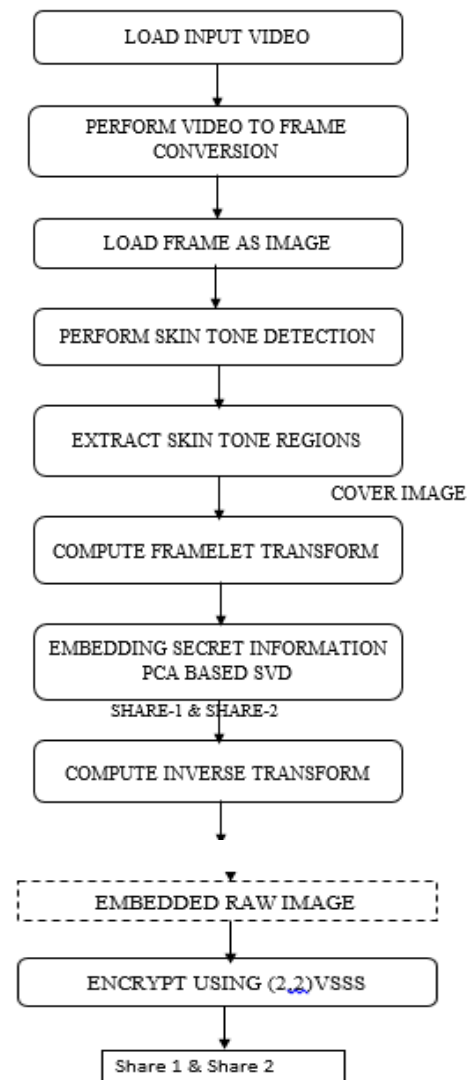 LOAD INPUT VIDEO
PERFORM VIDEO TO FRAME
CONVERSION
LOAD FRAME AS IMAGE
PERFORM SKIN TONE DETECTION
EXTRACT SKIN TONE REGIONS
COVER IMAGE
COMPUTE FRAMELET TRANSFORM
EMBEDDING SECRET INFORMATION
PCA BASED SVD
SHARE-1 & SHARE-2
COMPUTE INVERSE TRANSFORM
EMBEDDED RAW IMAGE
ENCRYPT USING (2,2)VSSS
Share 1 & Share 2